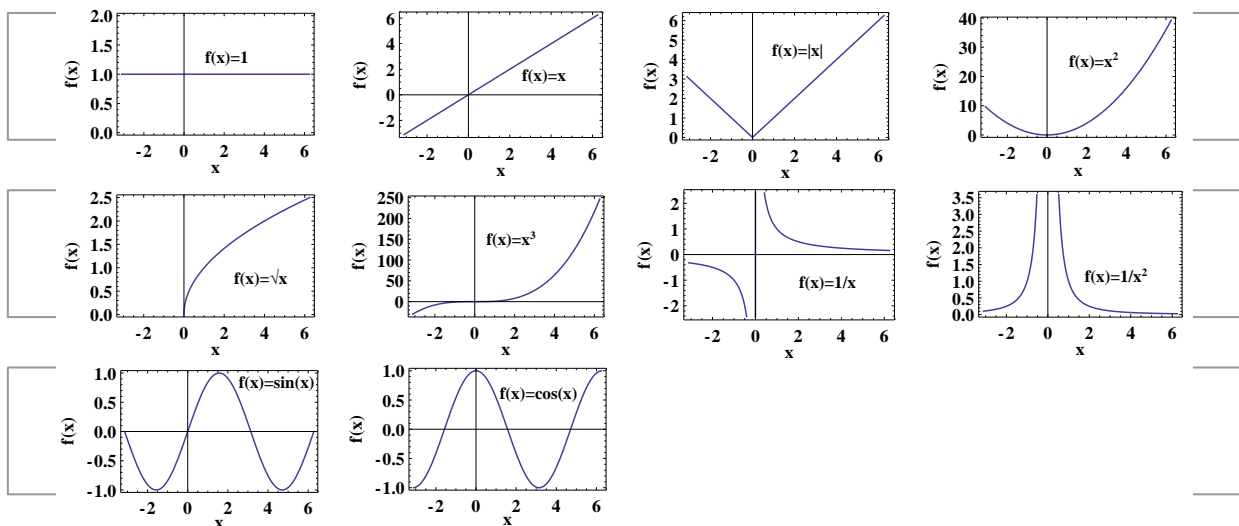 2.0
1.5
1.0
0.5
0.0
f(x)
f(x)=1
-2 0 2 4 6
x
6
4
2
0
-2
f(x)
f(x)=x
-2 0 2 4 6
x
6
5
4
3
2
1
0
f(x)
f(x)=|x|
-2 0 2 4 6
x
40
30
20
10
0
f(x)
f(x)=x²
-2 0 2 4 6
x
2.5
2.0
1.5
1.0
0.5
0.0
f(x)
f(x)=√x
-2 0 2 4 6
x
250
200
150
100
50
0
f(x)
f(x)=x³
-2 0 2 4 6
x
2
1
0
-1
-2
f(x)
f(x)=1/x
-2 0 2 4 6
x
3.5
3.0
2.5
2.0
1.5
1.0
0.5
0.0
f(x)
f(x)=1/x²
-2 0 2 4 6
x
1.0
0.5
0.0
-0.5
-1.0
f(x)
f(x)=sin(x)
-2 0 2 4 6
x
1.0
0.5
0.0
-0.5
-1.0
f(x)
f(x)=cos(x)
-2 0 2 4 6
x